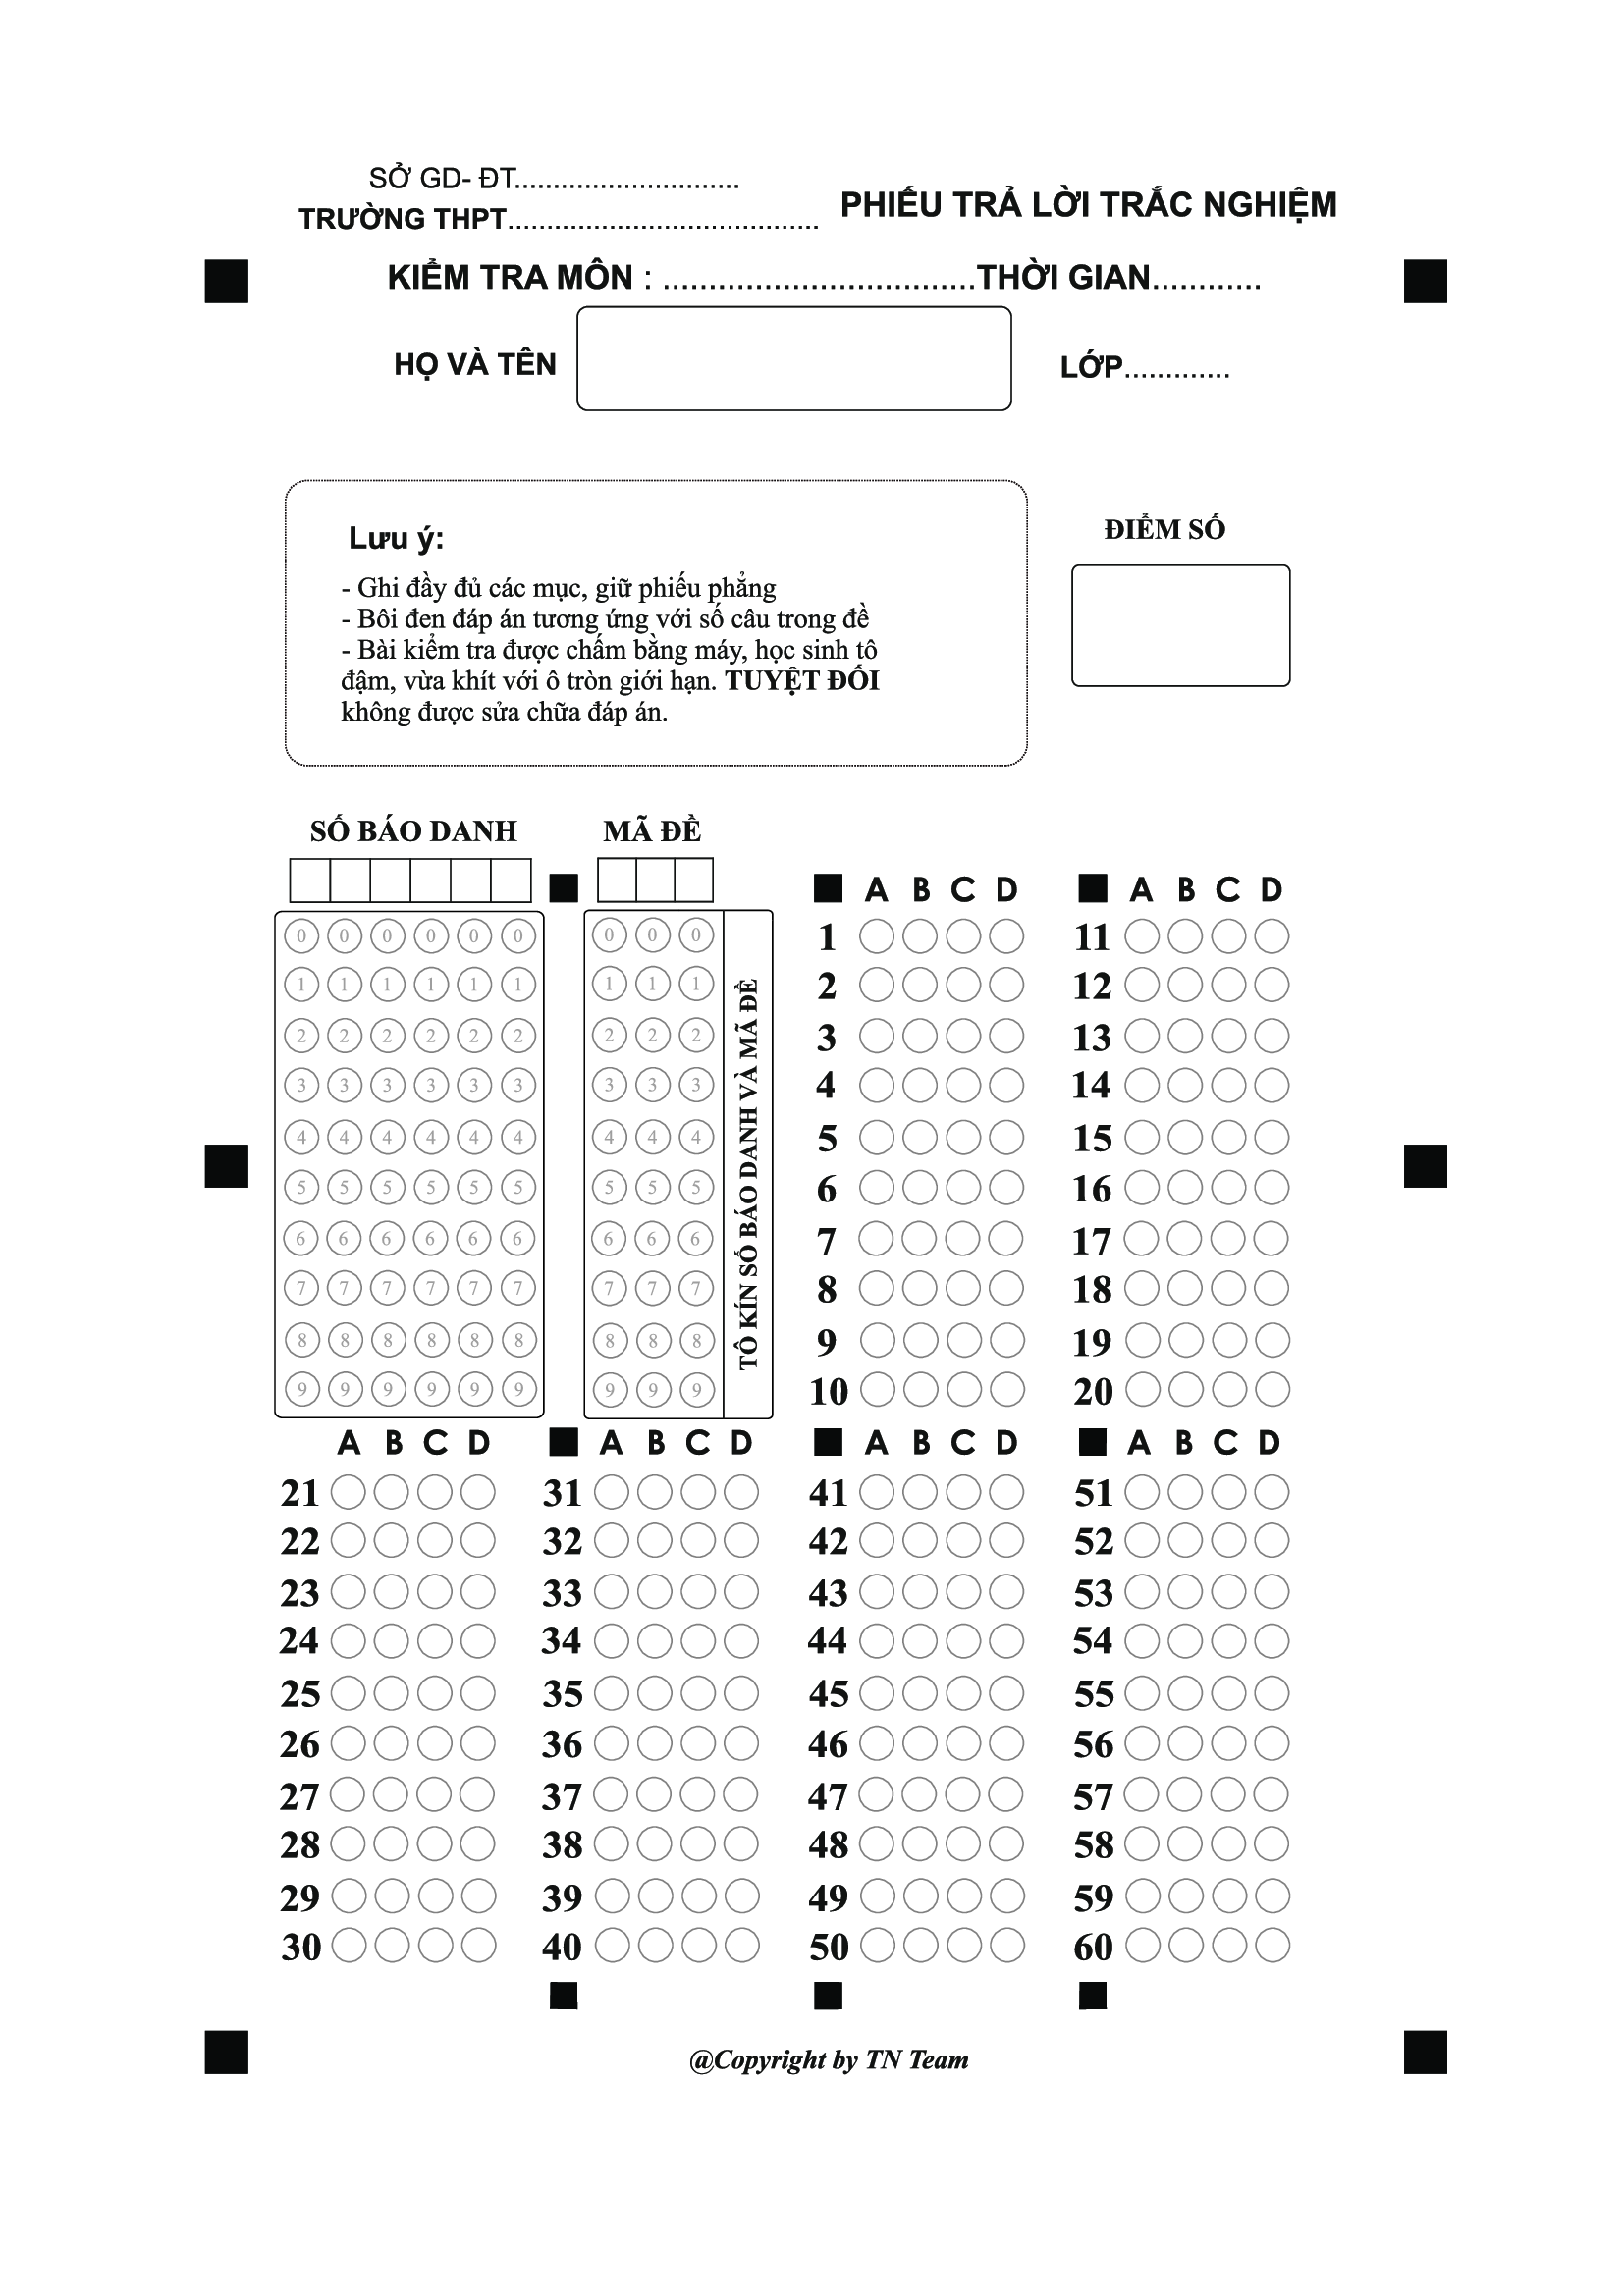 SỞ GD- ĐT.............................
TRƯỜNG THPT........................................
PHIẾU TRẢ LỜI TRẮC NGHIỆM
KIỂM TRA MÔN : .................................THỜI GIAN............
HỌ VÀ TÊN
LỚP.............
Lưu ý:
- Ghi đầy đủ các mục, giữ phiếu phẳng
- Bôi đen đáp án tương ứng với số câu trong đề
- Bài kiểm tra được chấm bằng máy, học sinh tô
đậm, vừa khít với ô tròn giới hạn. TUYỆT ĐỐI
không được sửa chữa đáp án.
ĐIỂM SỐ
SỐ BÁO DANH
0 0 0 0 0 0
1 1 1 1 1 1
2 2 2 2 2 2
3 3 3 3 3 3
4 4 4 4 4 4
5 5 5 5 5 5
6 6 6 6 6 6
7 7 7 7 7 7
8 8 8 8 8 8
9 9 9 9 9 9
MÃ ĐỀ
0 0 0
1 1 1
2 2 2
3 3 3
4 4 4
5 5 5
6 6 6
7 7 7
8 8 8
9 9 9
TÔ KÍN SỐ BÁO DANH VÀ MÃ ĐỀ
A B C D
1
2
3
4
5
6
7
8
9
10
A B C D
11
12
13
14
15
16
17
18
19
20
A B C D
21
22
23
24
25
26
27
28
29
30
A B C D
31
32
33
34
35
36
37
38
39
40
A B C D
41
42
43
44
45
46
47
48
49
50
A B C D
51
52
53
54
55
56
57
58
59
60
@Copyright by TN Team